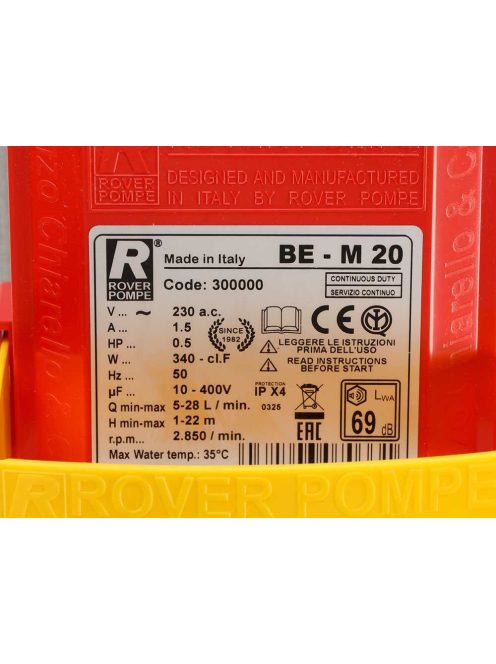 R
ROVER
POMPE
DESIGNED AND MANUFACTURED
IN ITALY BY ROVER POMPE
R®
ROVER
POMPE
Made in Italy
BE - M 20
Code: 300000
CONTINUOUS DUTY
SERVIZIO CONTINUO
V ... ~ 230 a.c.
A ... 1.5
HP ... 0.5
W ... 340 - cl.F
Hz ... 50
µF ... 10 - 400V
Q min-max 5-28 L / min.
H min-max 1-22 m
r.p.m. 2.850 / min.
Max Water temp.: 35°C
SINCE
1982
CE
LEGGERE LE ISTRUZIONI
PRIMA DELL'USO
READ INSTRUCTIONS
BEFORE START
PROTECTION
IP X4
0325
EAC
LWA
69 dB
R ROVER POMPE